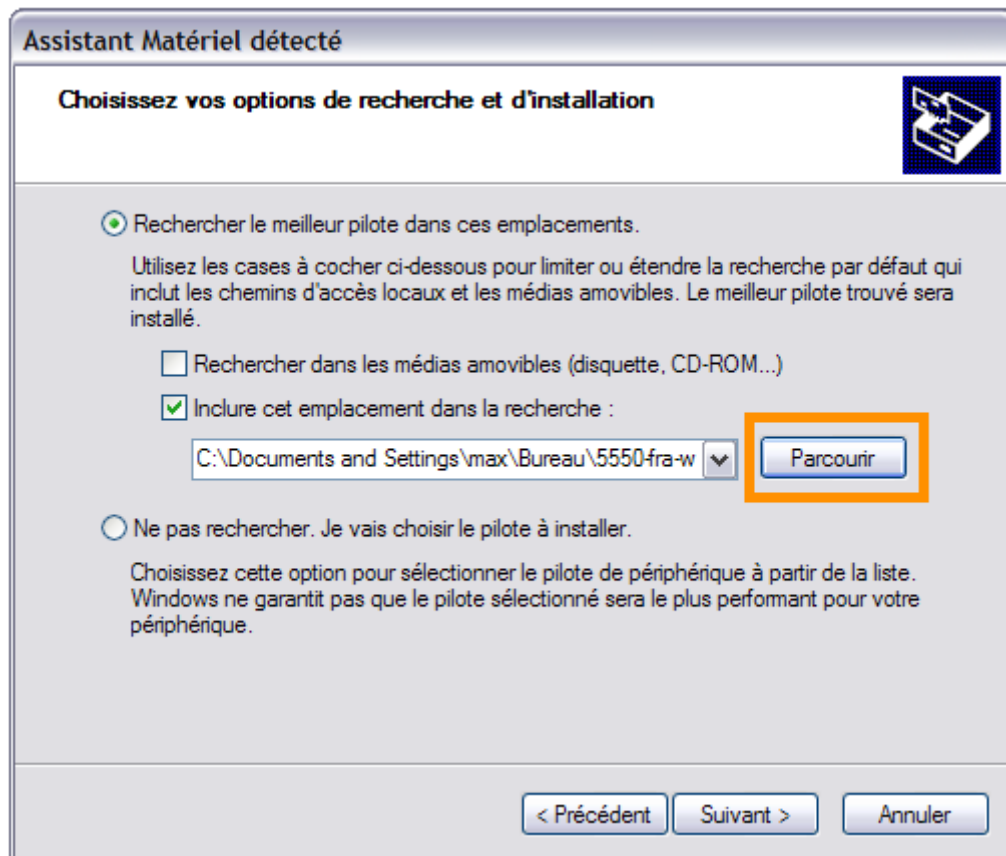 Assistant Matériel détecté
Choisissez vos options de recherche et d'installation
Rechercher le meilleur pilote dans ces emplacements.
Utilisez les cases à cocher ci-dessous pour limiter ou étendre la recherche par défaut qui
inclut les chemins d'accès locaux et les médias amovibles. Le meilleur pilote trouvé sera
installé.
Rechercher dans les médias amovibles (disquette, CD-ROM...)
Inclure cet emplacement dans la recherche :
C:\Documents and Settings\max\Bureau\5550-fra-w
Parcourir
Ne pas rechercher. Je vais choisir le pilote à installer.
Choisissez cette option pour sélectionner le pilote de périphérique à partir de la liste.
Windows ne garantit pas que le pilote sélectionné sera le plus performant pour votre
périphérique.
< Précédent Suivant > Annuler